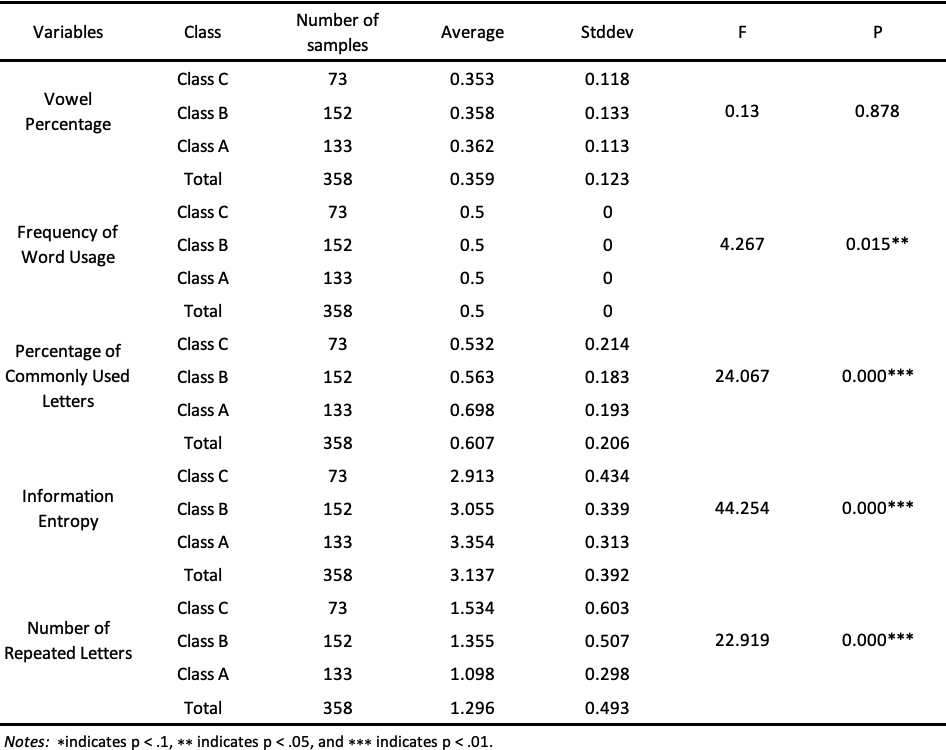 Variables Class Number of samples Average Stddev F P
Vowel Percentage
Class C 73 0.353 0.118
Class B 152 0.358 0.133 0.13 0.878
Class A 133 0.362 0.113
Total 358 0.359 0.123
Frequency of Word Usage
Class C 73 0.5 0
Class B 152 0.5 0 4.267 0.015**
Class A 133 0.5 0
Total 358 0.5 0
Percentage of Commonly Used Letters
Class C 73 0.532 0.214
Class B 152 0.563 0.183 24.067 0.000***
Class A 133 0.698 0.193
Total 358 0.607 0.206
Information Entropy
Class C 73 2.913 0.434
Class B 152 3.055 0.339 44.254 0.000***
Class A 133 3.354 0.313
Total 358 3.137 0.392
Number of Repeated Letters
Class C 73 1.534 0.603
Class B 152 1.355 0.507 22.919 0.000***
Class A 133 1.098 0.298
Total 358 1.296 0.493
Notes: *indicates p < .1, ** indicates p < .05, and *** indicates p < .01.